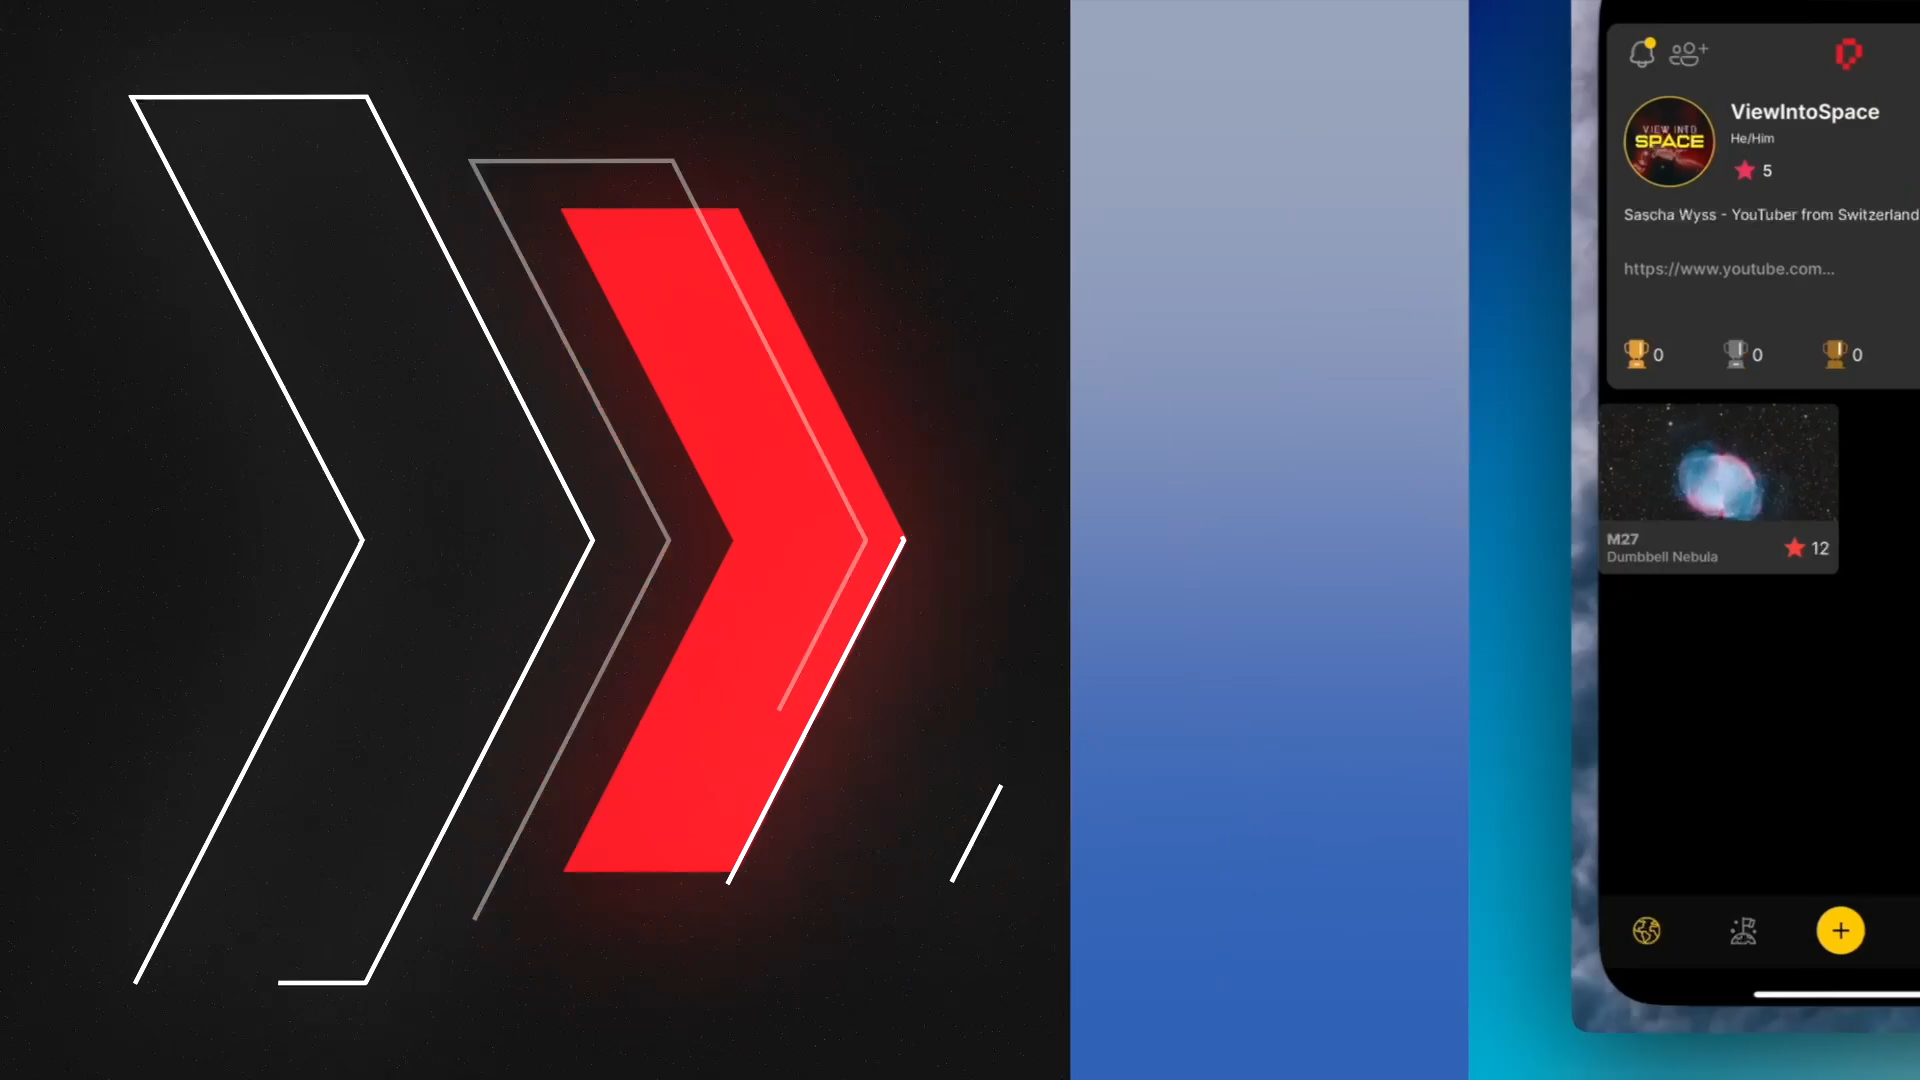 ViewIntoSpace
He/Him
VIEW INTO
SPACE
5
Sascha Wyss - YouTuber from Switzerland
https://www.youtube.com...
0
0
0
M27
Dumbbell Nebula
12